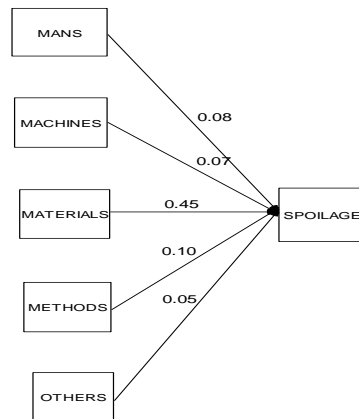 MANS
0.08
MACHINES
0.07
MATERIALS
0.45
SPOILAGE
METHODS
0.10
0.05
OTHERS